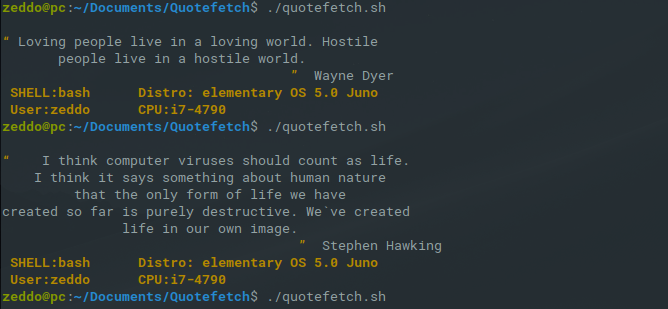 zeddo@pc:~/Documents/Quotefetch$ ./quotefetch.sh
“ Loving people live in a loving world. Hostile
people live in a hostile world.
” Wayne Dyer
SHELL:bash Distro: elementary OS 5.0 Juno
User:zeddo CPU:i7-4790
zeddo@pc:~/Documents/Quotefetch$ ./quotefetch.sh
“ I think computer viruses should count as life.
I think it says something about human nature
that the only form of life we have
created so far is purely destructive. We`ve created
life in our own image.
” Stephen Hawking
SHELL:bash Distro: elementary OS 5.0 Juno
User:zeddo CPU:i7-4790
zeddo@pc:~/Documents/Quotefetch$ ./quotefetch.sh